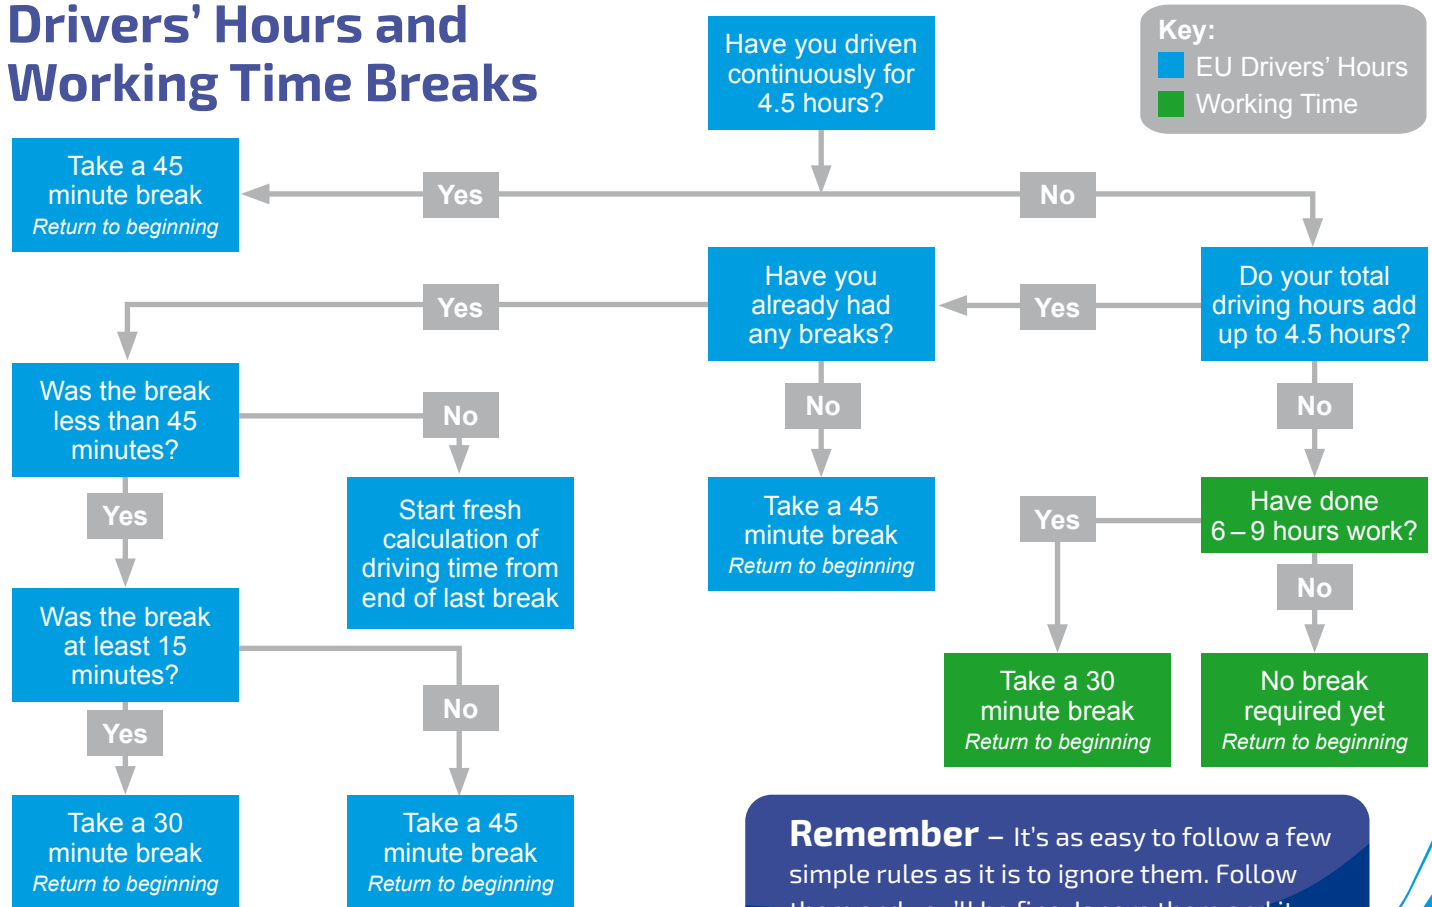 Drivers' Hours and
Working Time Breaks
Have you driven
continuously for
4.5 hours?
Key:
EU Drivers' Hours
Working Time
Take a 45
minute break
Return to beginning
Yes
No
Have you
already had
any breaks?
Do your total
driving hours add
up to 4.5 hours?
Yes
Yes
Was the break
less than 45
minutes?
No
No
No
Yes
Start fresh
calculation of
driving time from
end of last break
Take a 45
minute break
Return to beginning
Yes
Have done
6 – 9 hours work?
No
Was the break
at least 15
minutes?
Yes
No
Take a 30
minute break
Return to beginning
No break
required yet
Return to beginning
Take a 30
minute break
Return to beginning
Take a 45
minute break
Return to beginning
Remember – It's as easy to follow a few
simple rules as it is to ignore them. Follow